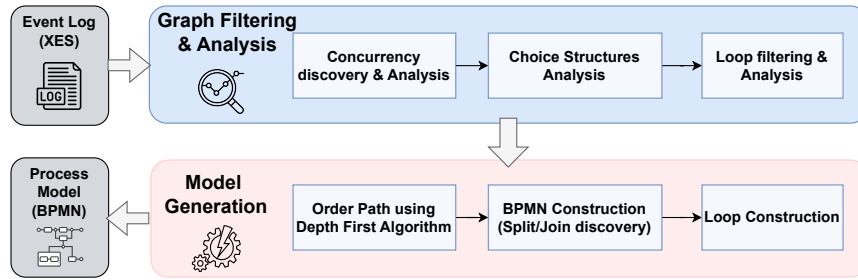 Event Log
(XES)
LOG
Graph Filtering
& Analysis
Concurrency
discovery & Analysis
Choice Structures
Analysis
Loop filtering &
Analysis
Process
Model
(BPMN)
Model
Generation
Order Path using
Depth First Algorithm
BPMN Construction
(Split/Join discovery)
Loop Construction